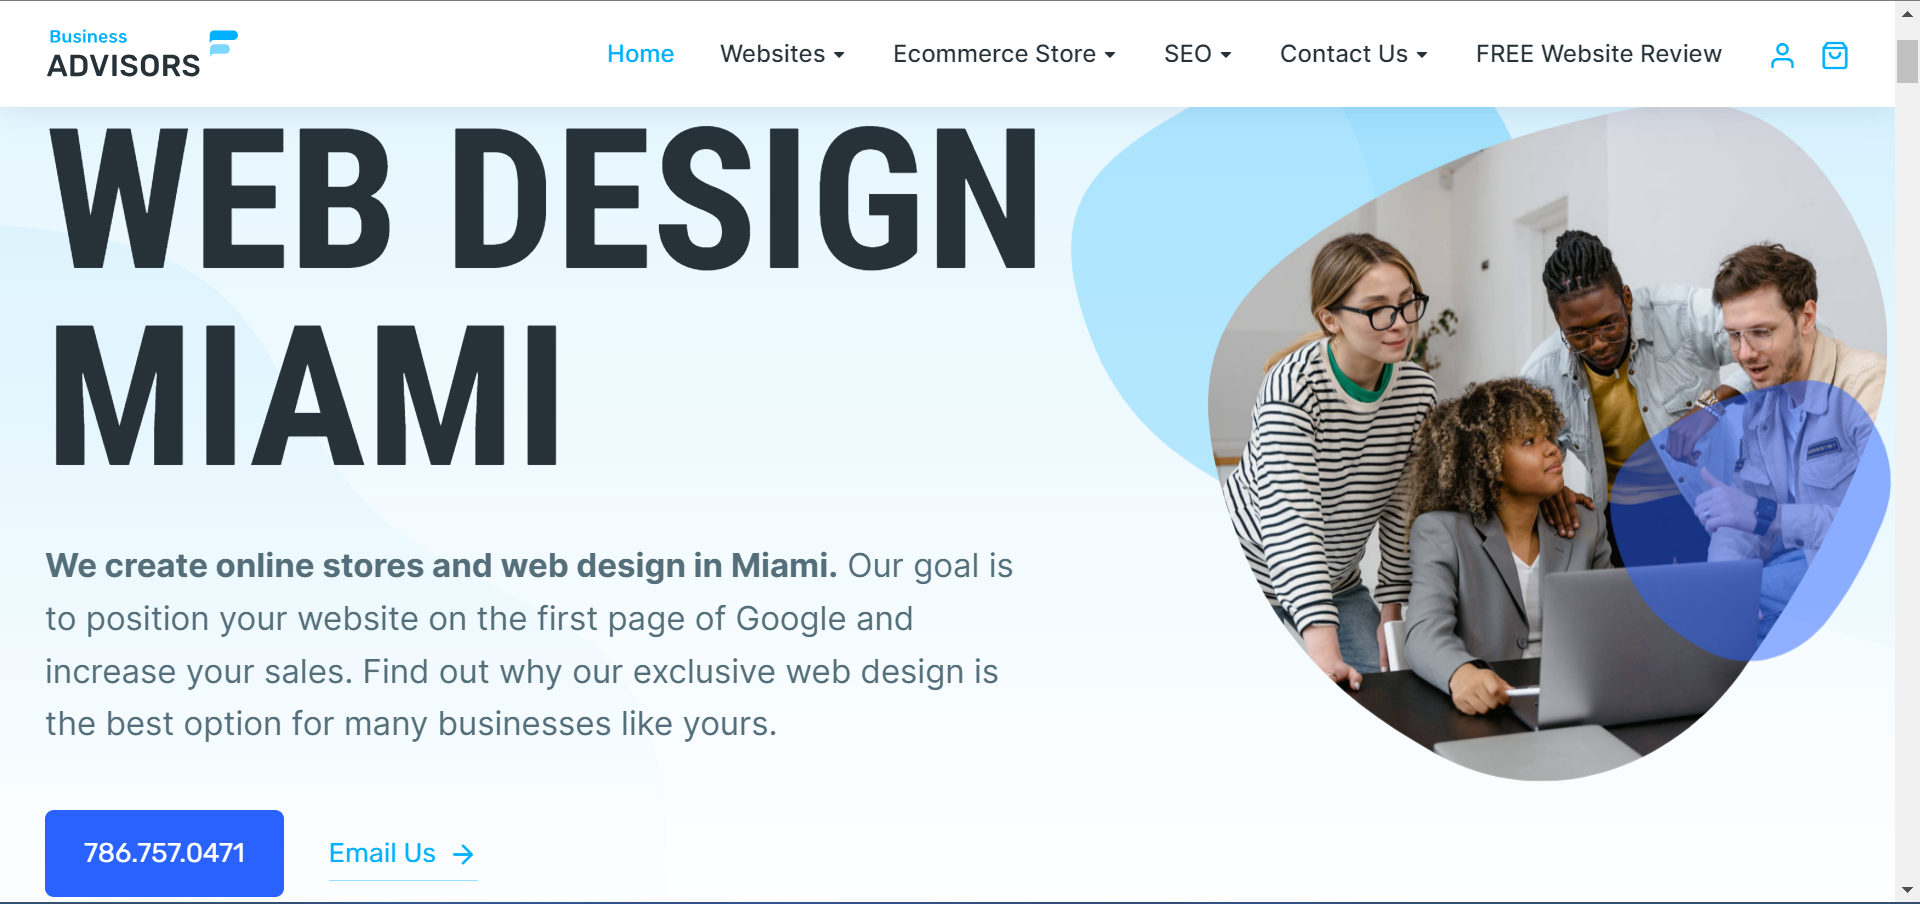 Business
ADVISORS
Home
Websites
Ecommerce Store
SEO
Contact Us
FREE Website Review
WEB DESIGN
MIAMI
We create online stores and web design in Miami. Our goal is
to position your website on the first page of Google and
increase your sales. Find out why our exclusive web design is
the best option for many businesses like yours.
786.757.0471
Email Us